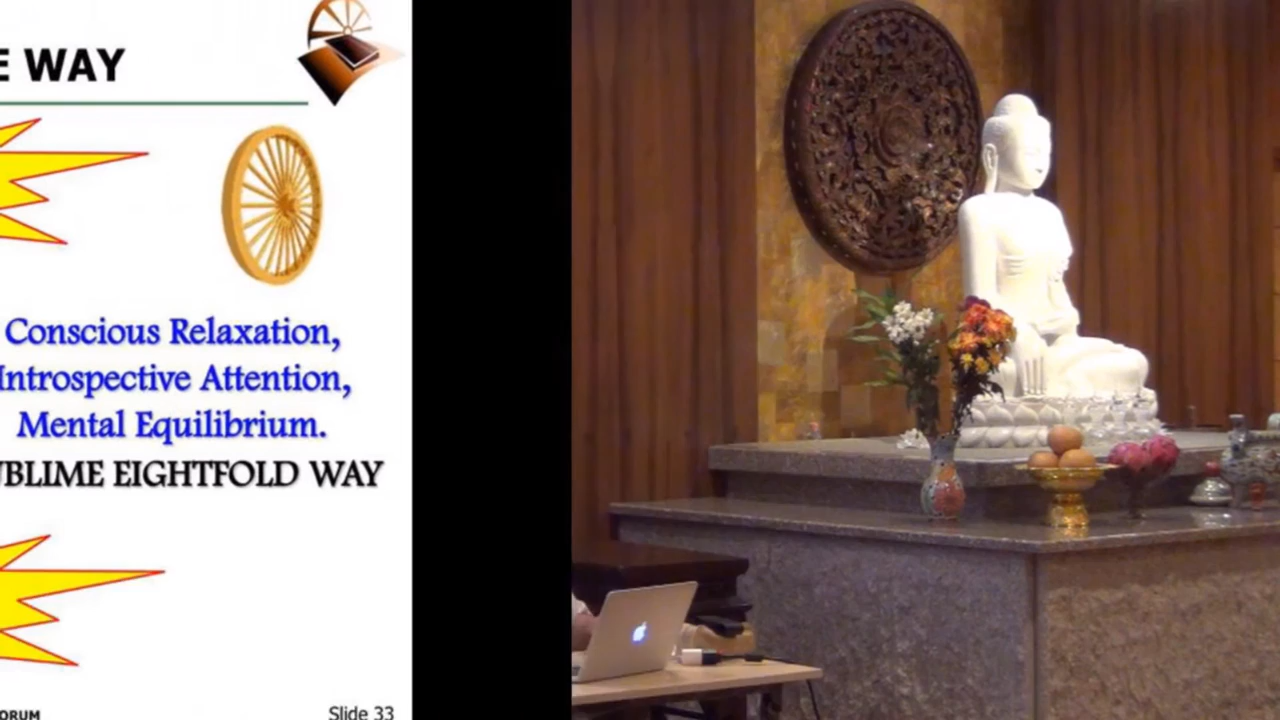 E WAY
Conscious Relaxation,
Introspective Attention,
Mental Equilibrium.
UBLIME EIGHTFOLD WAY
ORUM
Slide 33